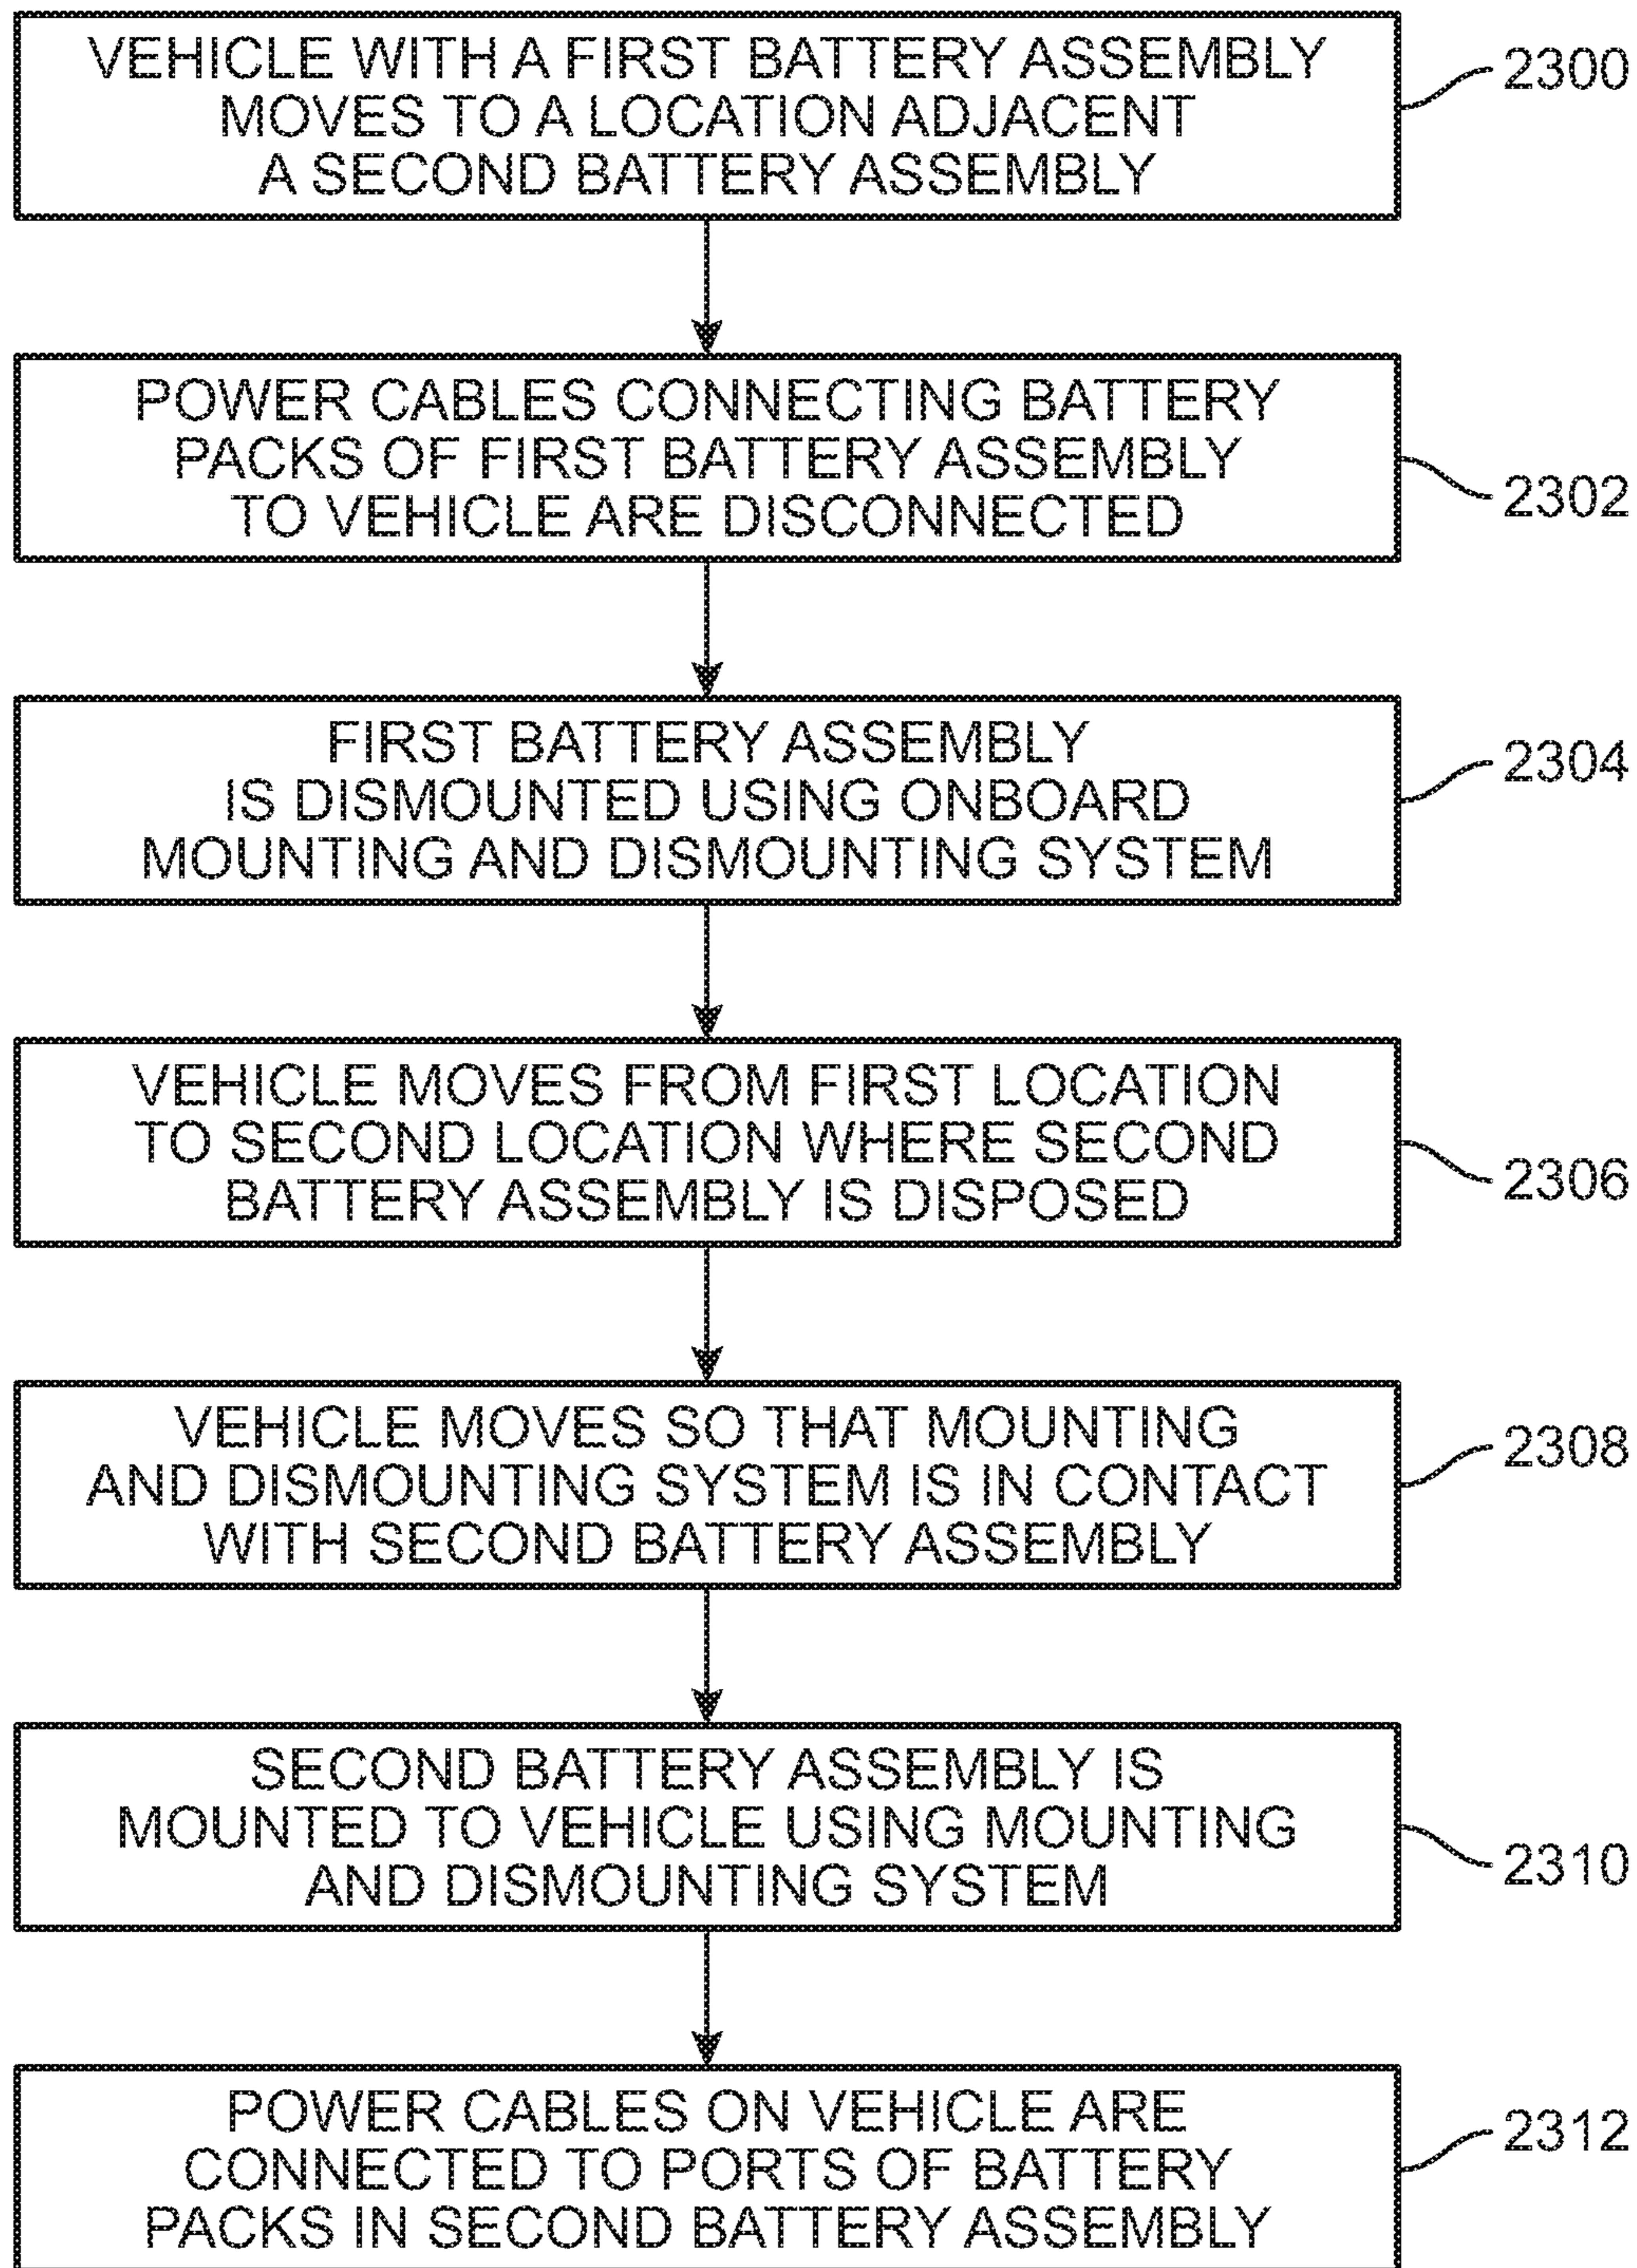 VEHICLE WITH A FIRST BATTERY ASSEMBLY
MOVES TO A LOCATION ADJACENT
A SECOND BATTERY ASSEMBLY
2300
POWER CABLES CONNECTING BATTERY
PACKS OF FIRST BATTERY ASSEMBLY
TO VEHICLE ARE DISCONNECTED
2302
FIRST BATTERY ASSEMBLY
IS DISMOUNTED USING ONBOARD
MOUNTING AND DISMOUNTING SYSTEM
2304
VEHICLE MOVES FROM FIRST LOCATION
TO SECOND LOCATION WHERE SECOND
BATTERY ASSEMBLY IS DISPOSED
2306
VEHICLE MOVES SO THAT MOUNTING
AND DISMOUNTING SYSTEM IS IN CONTACT
WITH SECOND BATTERY ASSEMBLY
2308
SECOND BATTERY ASSEMBLY IS
MOUNTED TO VEHICLE USING MOUNTING
AND DISMOUNTING SYSTEM
2310
POWER CABLES ON VEHICLE ARE
CONNECTED TO PORTS OF BATTERY
PACKS IN SECOND BATTERY ASSEMBLY
2312